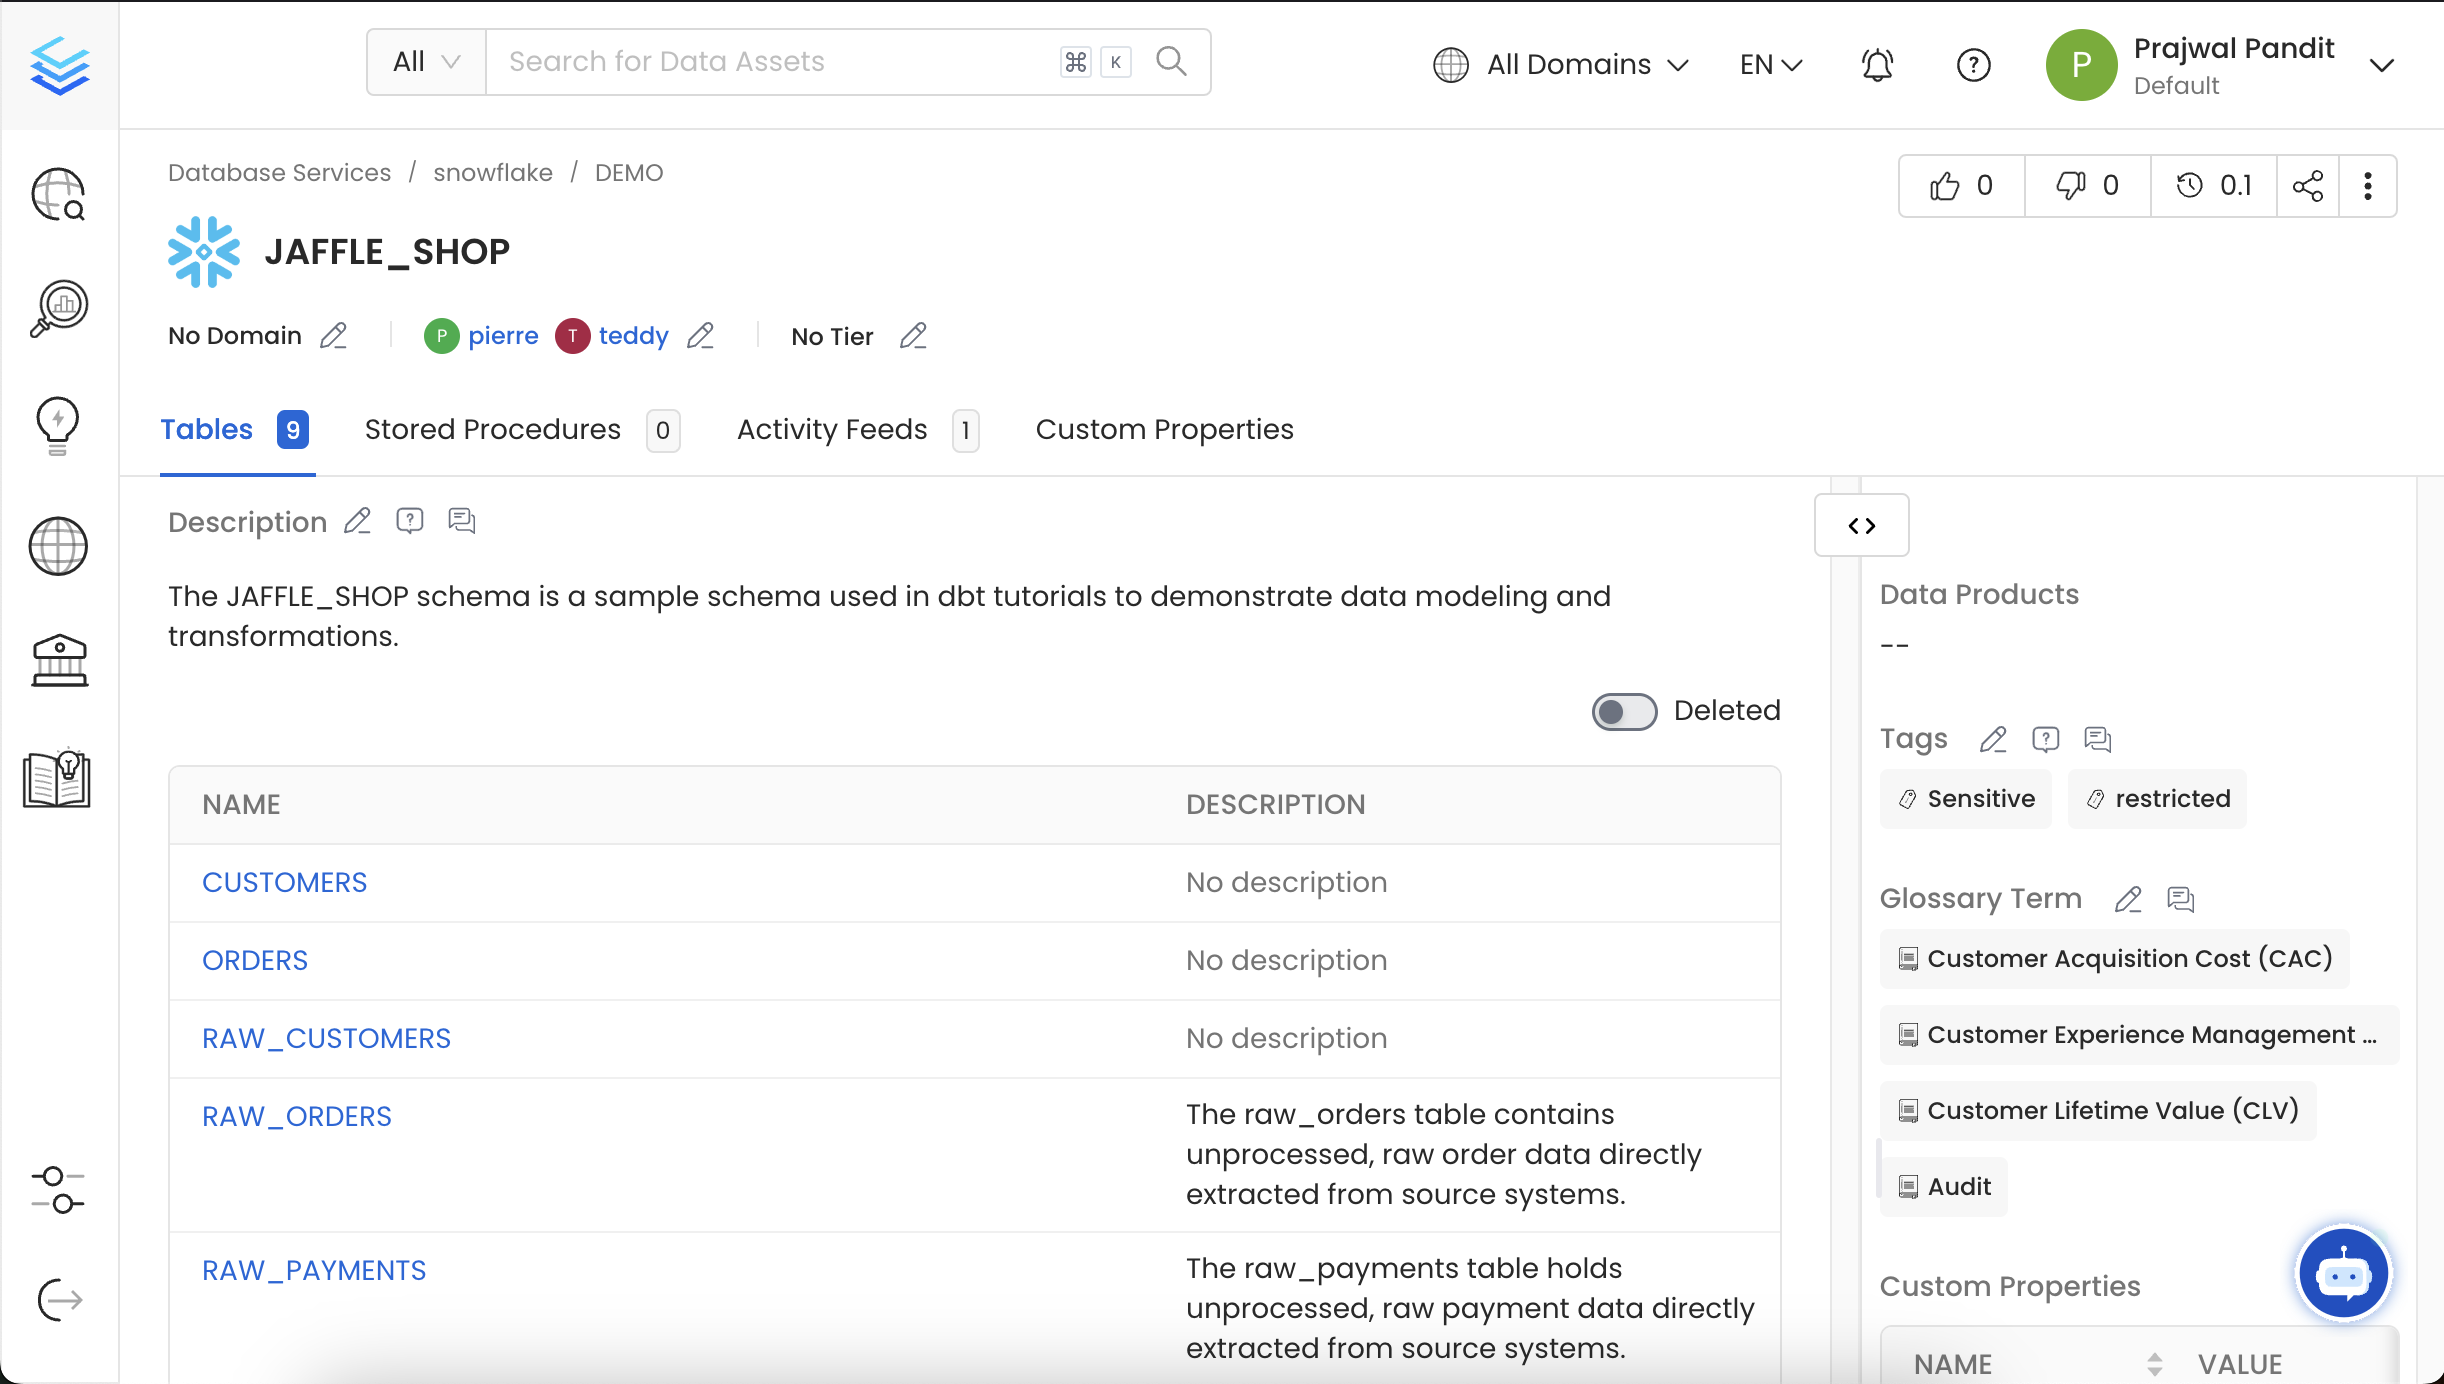 All
Search for Data Assets
⌘ K
All Domains
EN
P
Prajwal Pandit
Default
Database Services / snowflake / DEMO
0
0
0.1
JAFFLE_SHOP
No Domain
P pierre T teddy
No Tier
Tables 9
Stored Procedures 0
Activity Feeds 1
Custom Properties
Description
The JAFFLE_SHOP schema is a sample schema used in dbt tutorials to demonstrate data modeling and
transformations.
Deleted
NAME DESCRIPTION
CUSTOMERS No description
ORDERS No description
RAW_CUSTOMERS No description
RAW_ORDERS The raw_orders table contains
unprocessed, raw order data directly
extracted from source systems.
RAW_PAYMENTS The raw_payments table holds
unprocessed, raw payment data directly
extracted from source systems.
Data Products
--
Tags
Sensitive restricted
Glossary Term
Customer Acquisition Cost (CAC)
Customer Experience Management ...
Customer Lifetime Value (CLV)
Audit
Custom Properties
NAME VALUE